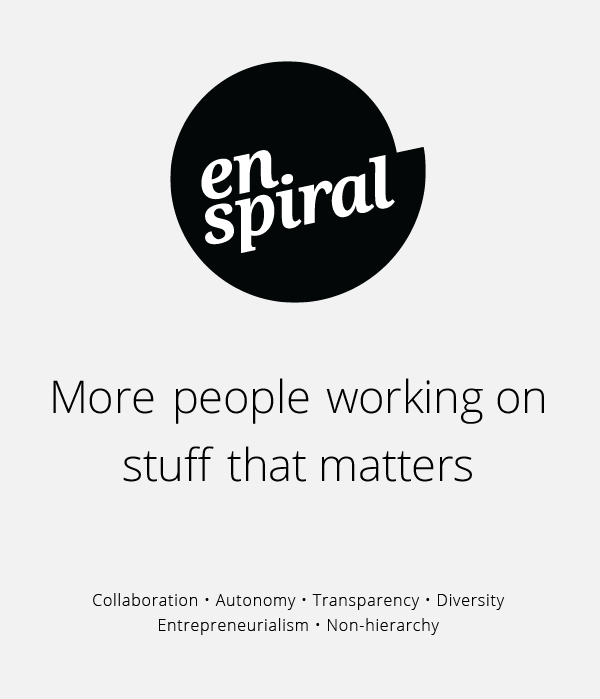 en
spiral
More people working on
stuff that matters
Collaboration • Autonomy • Transparency • Diversity
Entrepreneurialism • Non-hierarchy